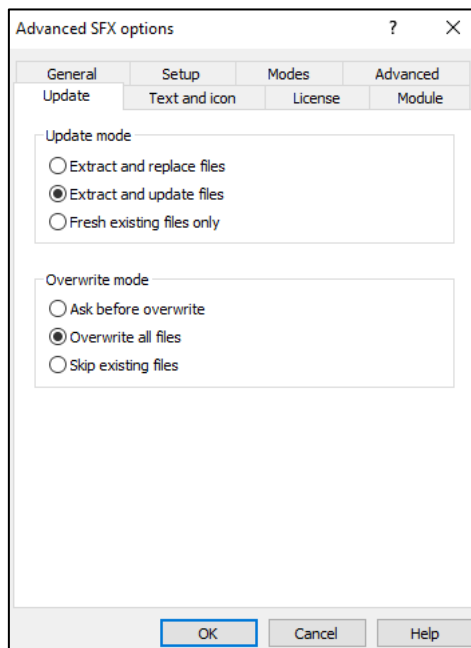 Advanced SFX options ? X
General Setup Modes Advanced
Update Text and icon License Module
Update mode
Extract and replace files
Extract and update files
Fresh existing files only
Overwrite mode
Ask before overwrite
Overwrite all files
Skip existing files
OK Cancel Help